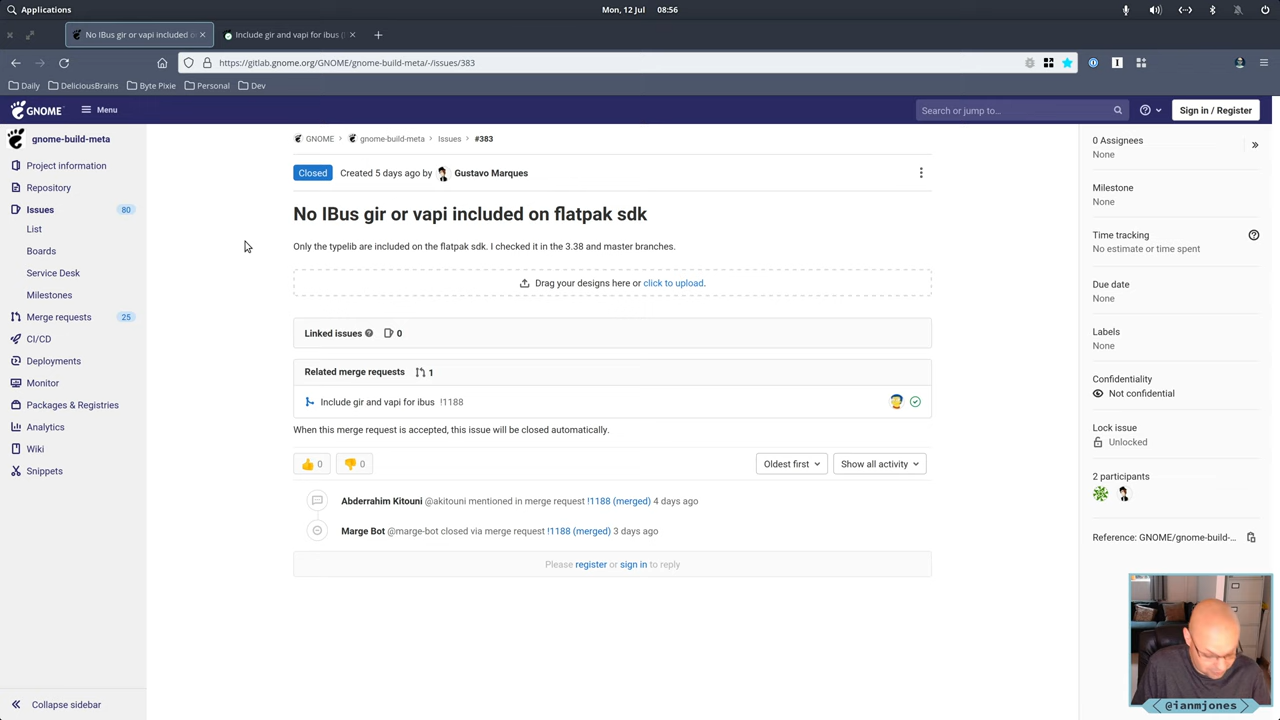 Applications
Mon, 12 Jul 08:56
No IBus gir or vapi included o
Include gir and vapi for ibus (
https://gitlab.gnome.org/GNOME/gnome-build-meta/-/issues/383
Daily
DeliciousBrains
Byte Pixie
Personal
Dev
GNOME
Menu
Search or jump to...
Sign in / Register
gnome-build-meta
Project information
Repository
Issues 80
List
Boards
Service Desk
Milestones
Merge requests 25
CI/CD
Deployments
Monitor
Packages & Registries
Analytics
Wiki
Snippets
Collapse sidebar
GNOME > gnome-build-meta > Issues > #383
Closed Created 5 days ago by Gustavo Marques
No IBus gir or vapi included on flatpak sdk
Only the typelib are included on the flatpak sdk. I checked it in the 3.38 and master branches.
Drag your designs here or click to upload.
Linked issues 0
Related merge requests 1
Include gir and vapi for ibus !1188
When this merge request is accepted, this issue will be closed automatically.
0 0
Oldest first
Show all activity
Abderrahim Kitouni @akitouni mentioned in merge request !1188 (merged) 4 days ago
Marge Bot @marge-bot closed via merge request !1188 (merged) 3 days ago
Please register or sign in to reply
0 Assignees
None
Milestone
None
Time tracking
No estimate or time spent
Due date
None
Labels
None
Confidentiality
Not confidential
Lock issue
Unlocked
2 participants
Reference: GNOME/gnome-build-...
@ianmjones